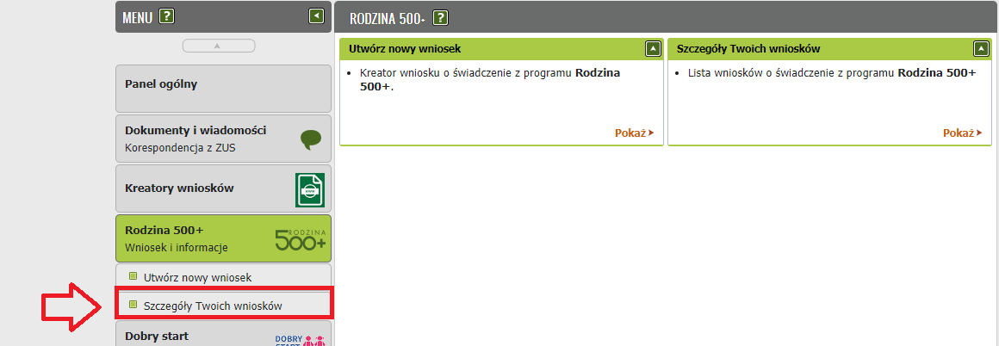 MENU ?
Panel ogólny
Dokumenty i wiadomości
Korespondencja z ZUS
Kreatory wniosków
Rodzina 500+
Wniosek i informacje
RODZINA
500+
Utwórz nowy wniosek
Szczegóły Twoich wniosków
Dobry start
DOBRY
START
RODZINA 500+ ?
Utwórz nowy wniosek
Kreator wniosku o świadczenie z programu Rodzina
500+.
Pokaż
Szczegóły Twoich wniosków
Lista wniosków o świadczenie z programu Rodzina 500+
Pokaż